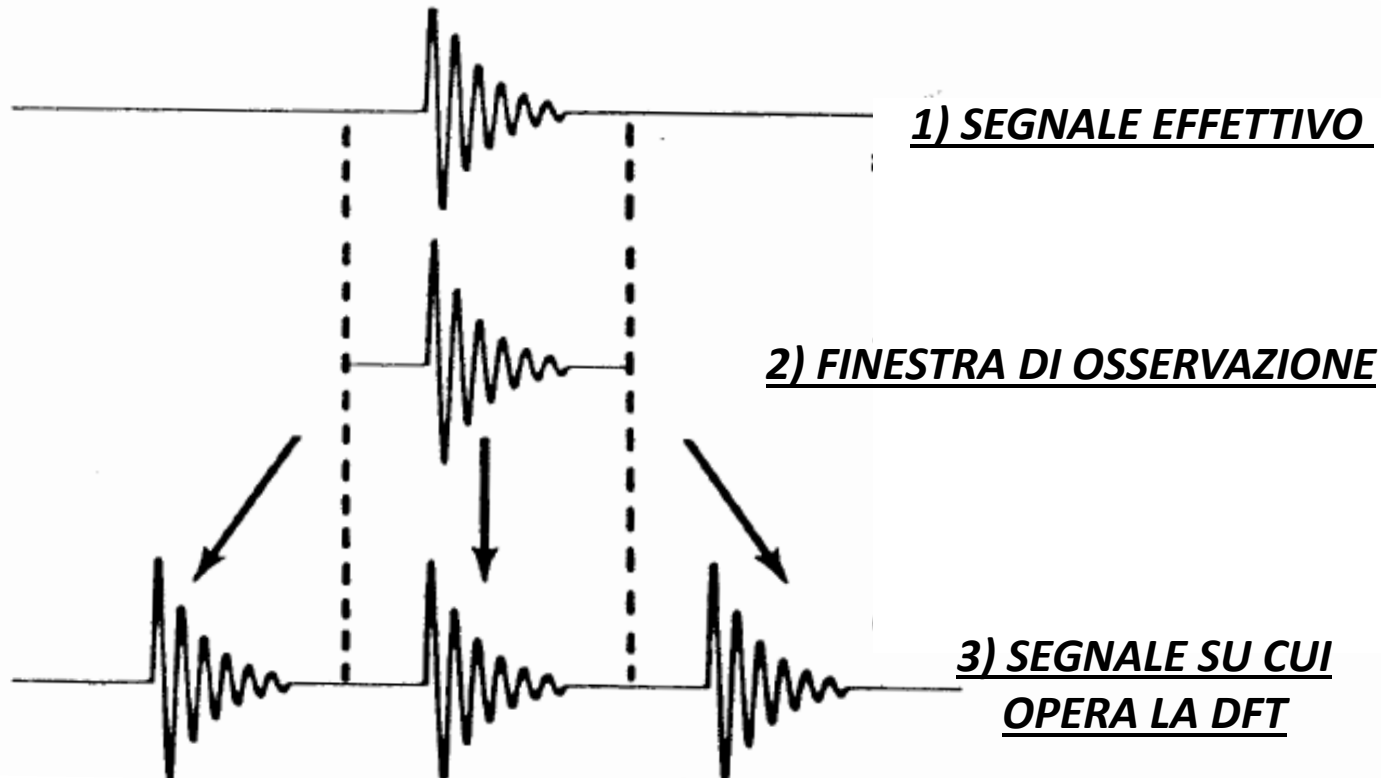 1) SEGNALE EFFETTIVO
2) FINESTRA DI OSSERVAZIONE
3) SEGNALE SU CUI
OPERA LA DFT